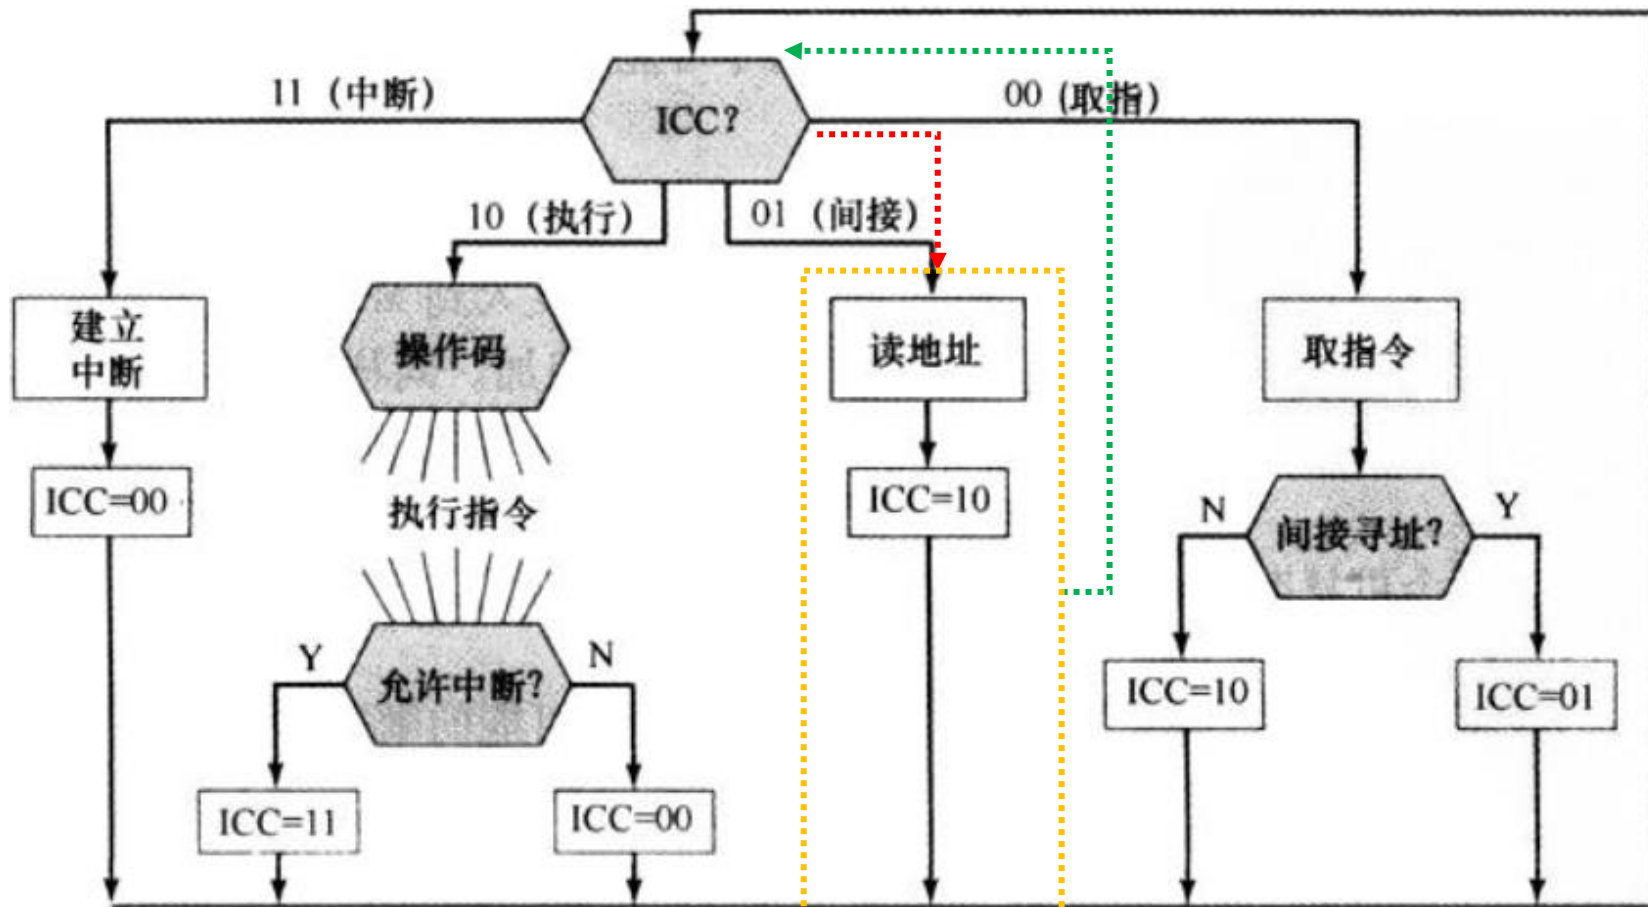 ICC?
11 (中断)
00 (取指)
10 (执行)
01 (间接)
建立
中断
操作码
读地址
取指令
ICC=00
执行指令
ICC=10
N
间接寻址?
Y
Y
允许中断?
N
ICC=10
ICC=01
ICC=11
ICC=00